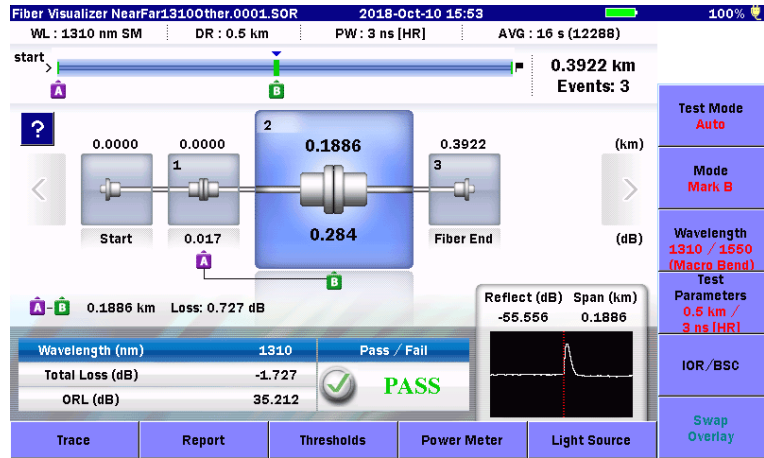 Fiber Visualizer NearFar1310Other.0001.SOR 2018-Oct-10 15:53 100%
WL : 1310 nm SM DR : 0.5 km PW : 3 ns [HR] AVG : 16 s (12288)
start
0.3922 km
Events: 3
A B
?
0.0000 0.0000 2 0.1886 0.3922 (km)
1 3
Start 0.017 0.284 Fiber End (dB)
A
B
A-B 0.1886 km Loss: 0.727 dB
Reflect (dB) Span (km)
-55.556 0.1886
Wavelength (nm) 1310 Pass / Fail
Total Loss (dB) -1.727
PASS
ORL (dB) 35.212
Test Mode
Auto
Mode
Mark B
Wavelength
1310 / 1550
(Macro Bend)
Test
Parameters
0.5 km /
3 ns [HR]
IOR/BSC
Swap
Overlay
Trace Report Thresholds Power Meter Light Source